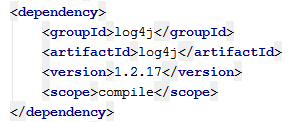 <dependency>
    <groupId>log4j</groupId>
    <artifactId>log4j</artifactId>
    <version>1.2.17</version>
    <scope>compile</scope>
</dependency>